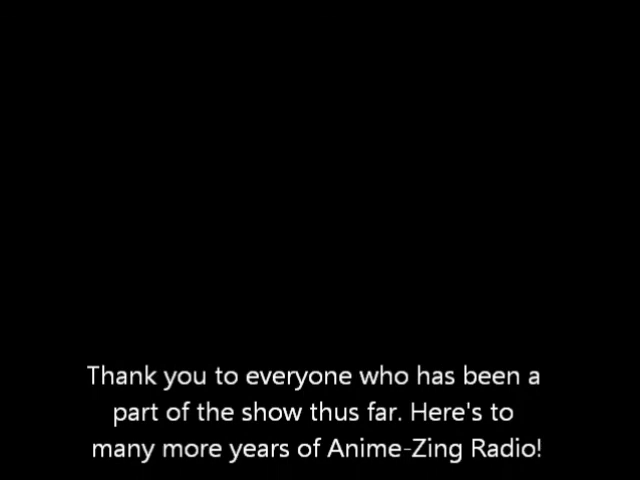 Thank you to everyone who has been a
part of the show thus far. Here's to
many more years of Anime-Zing Radio!